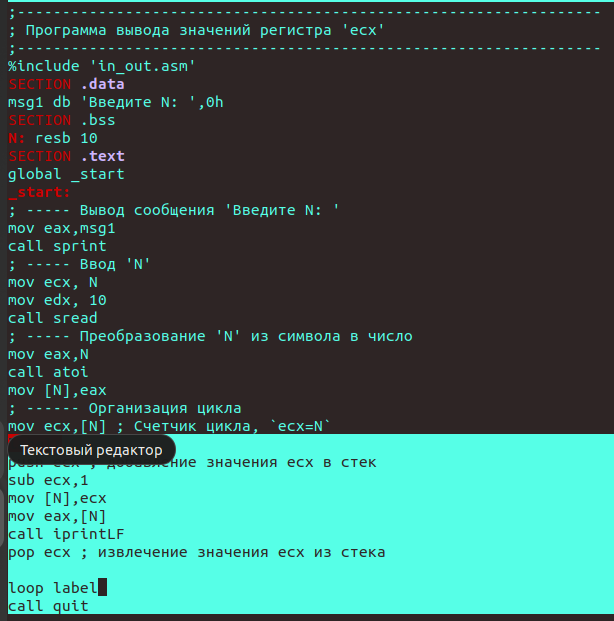 ;-----------------------------------------------------------------
; Программа вывода значений регистра 'ecx'
;-----------------------------------------------------------------
%include 'in_out.asm'
SECTION .data
msg1 db 'Введите N: ',0h
SECTION .bss
N: resb 10
SECTION .text
global _start
_start:
; ----- Вывод сообщения 'Введите N: '
mov eax,msg1
call sprint
; ----- Ввод 'N'
mov ecx, N
mov edx, 10
call sread
; ----- Преобразование 'N' из символа в число
mov eax,N
call atoi
mov [N],eax
; ------ Организация цикла
mov ecx,[N] ; Счетчик цикла, `ecx=N`
Текстовый редактор
push ecx ; добавление значения ecx в стек
sub ecx,1
mov [N],ecx
mov eax,[N]
call iprintLF
pop ecx ; извлечение значения ecx из стека
loop label
call quit